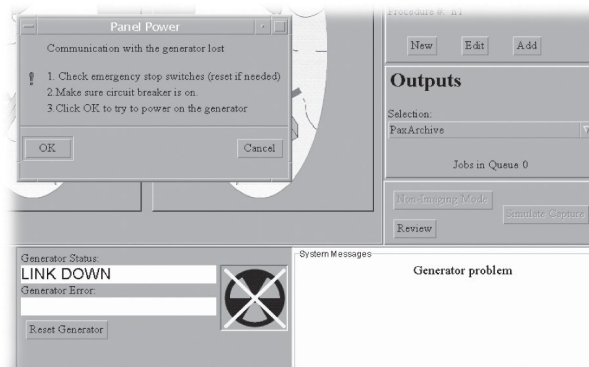 Panel Power
Communication with the generator lost
1. Check emergency stop switches (reset if needed)
2.Make sure circuit breaker is on.
3.Click OK to try to power on the generator
OK
Cancel
Procedure #: n1
New
Edit
Add
Outputs
Selection:
PaxArchive
Jobs in Queue 0
Non-Imaging Mode
Simulate Capture
Review
Generator Status:
LINK DOWN
Generator Error:
Reset Generator
System Messages
Generator problem